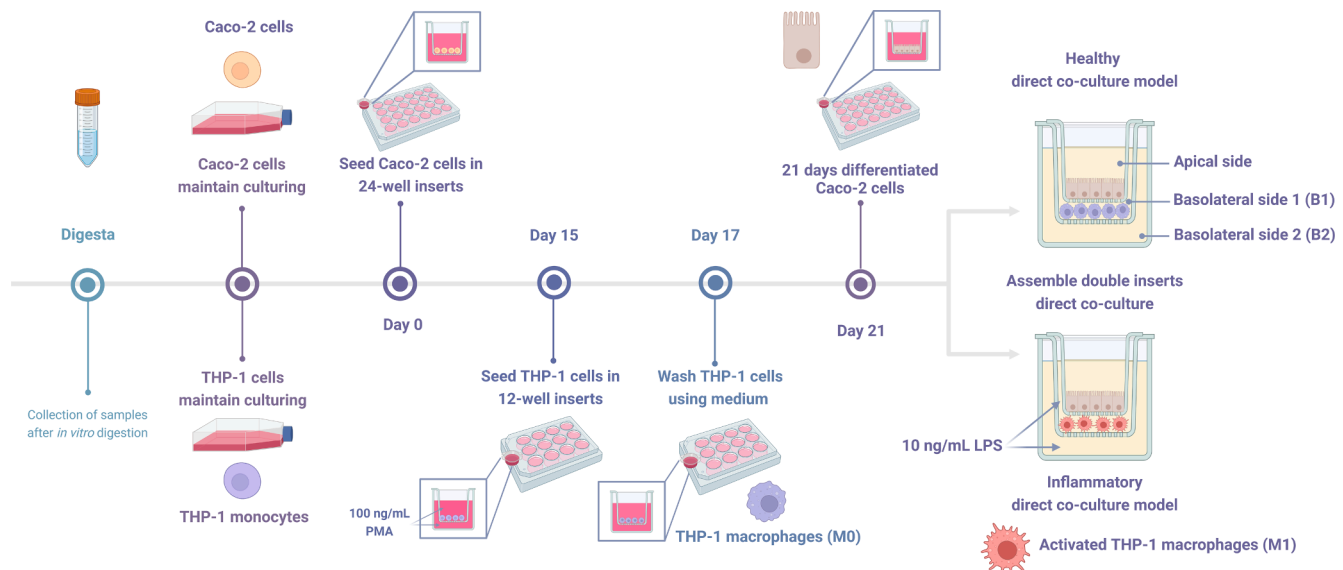 Caco-2 cells
Caco-2 cells
maintain culturing
Seed Caco-2 cells in
24-well inserts
21 days differentiated
Caco-2 cells
Healthy
direct co-culture model
Apical side
Basolateral side 1 (B1)
Basolateral side 2 (B2)
Digesta
Day 15
Day 17
Assemble double inserts
direct co-culture
Day 0
Day 21
Collection of samples
after in vitro digestion
THP-1 cells
maintain culturing
THP-1 monocytes
Seed THP-1 cells in
12-well inserts
100 ng/mL
PMA
Wash THP-1 cells
using medium
THP-1 macrophages (M0)
10 ng/mL LPS
Inflammatory
direct co-culture model
Activated THP-1 macrophages (M1)